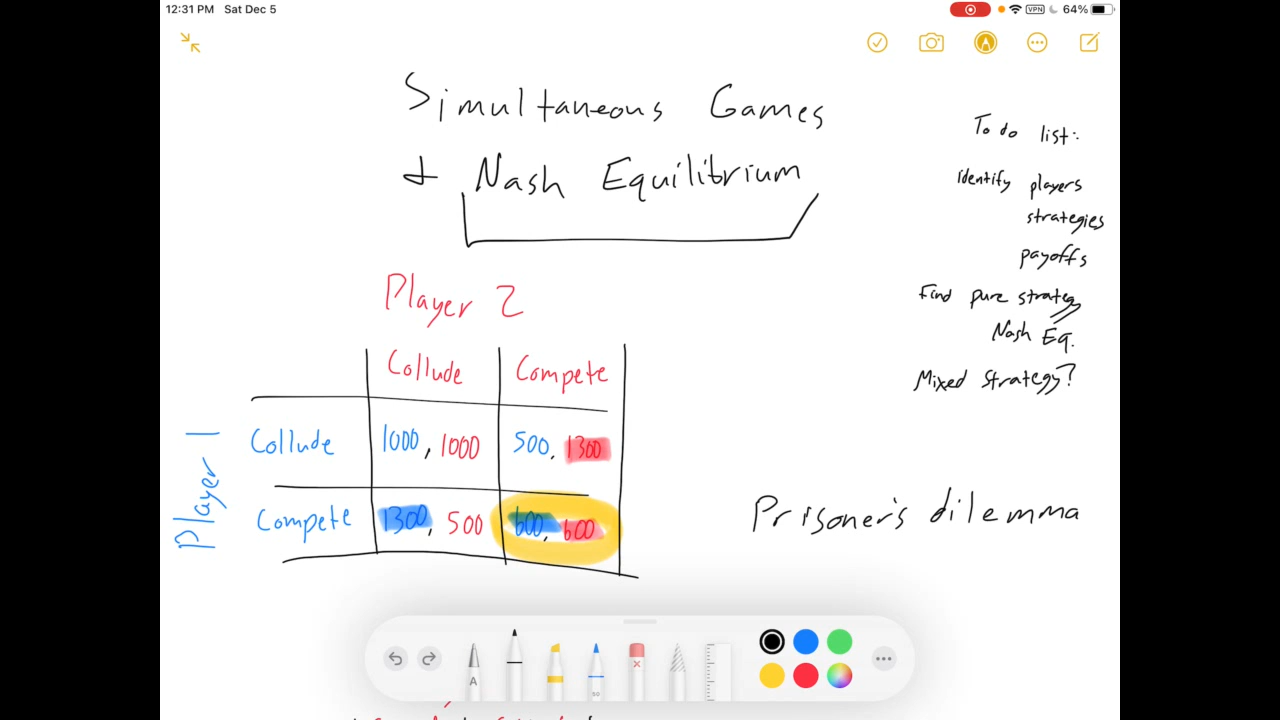 12:31 PM Sat Dec 5
VPN 64%
Simultaneous Games
+ Nash Equilibrium
To do list:
identify players
strategies
payoffs
Find pure strategy
Nash Eq.
Mixed strategy?
Player 2
Collude Compete
Player 1
Collude 1000, 1000 500, 1300
Compete 1300, 500 600, 600
Prisoner's dilemma
A
50